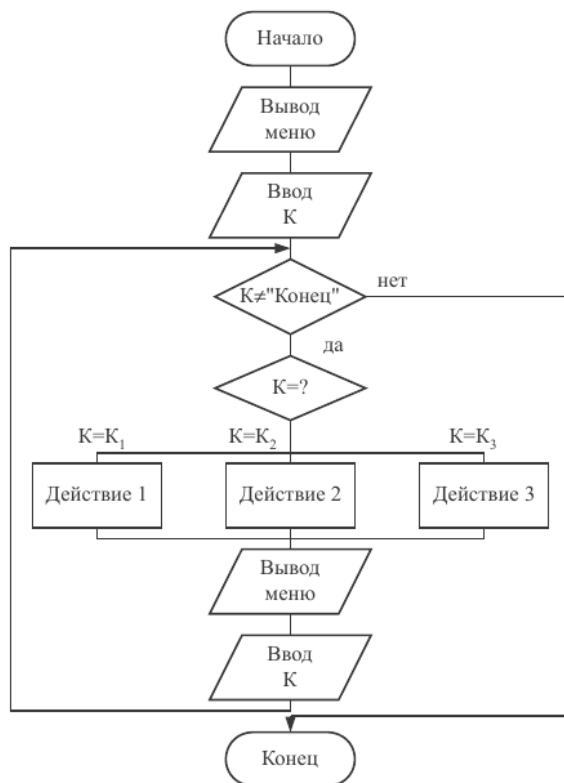 Начало
Вывод
меню
Ввод
К
К≠"Конец"
нет
да
К=?
К=К₁
К=К₂
К=К₃
Действие 1
Действие 2
Действие 3
Вывод
меню
Ввод
К
Конец